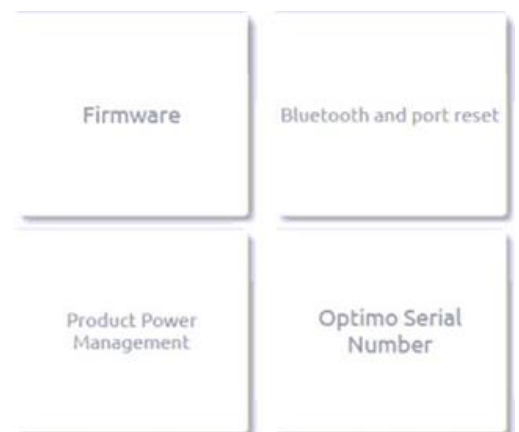 Firmware
Bluetooth and port reset
Product Power
Management
Optimo Serial
Number